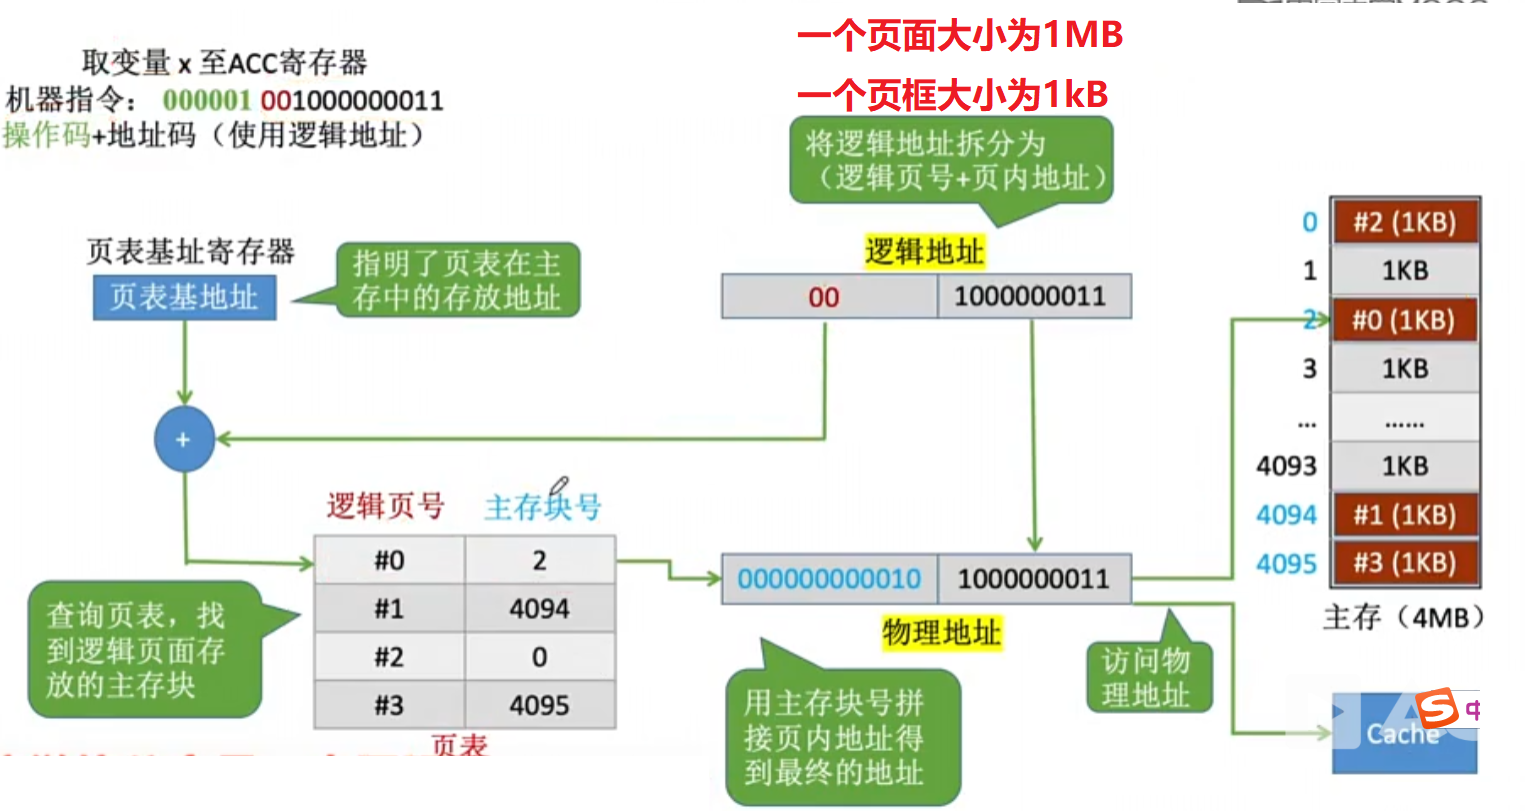 一个页面大小为1MB
一个页框大小为1kB
取变量 x 至ACC寄存器
机器指令： 000001 001000000011
操作码+地址码（使用逻辑地址）
将逻辑地址拆分为
（逻辑页号+页内地址）
页表基址寄存器
页表基地址
指明了页表在主
存中的存放地址
逻辑地址
00 1000000011
+
逻辑页号 主存块号
#0 2
#1 4094
#2 0
#3 4095
页表
查询页表，找
到逻辑页面存
放的主存块
000000000010 1000000011
物理地址
用主存块号拼
接页内地址得
到最终的地址
访问物
理地址
0 #2 (1KB)
1 1KB
2 #0 (1KB)
3 1KB
... ......
4093 1KB
4094 #1 (1KB)
4095 #3 (1KB)
主存（4MB）
Cache
S